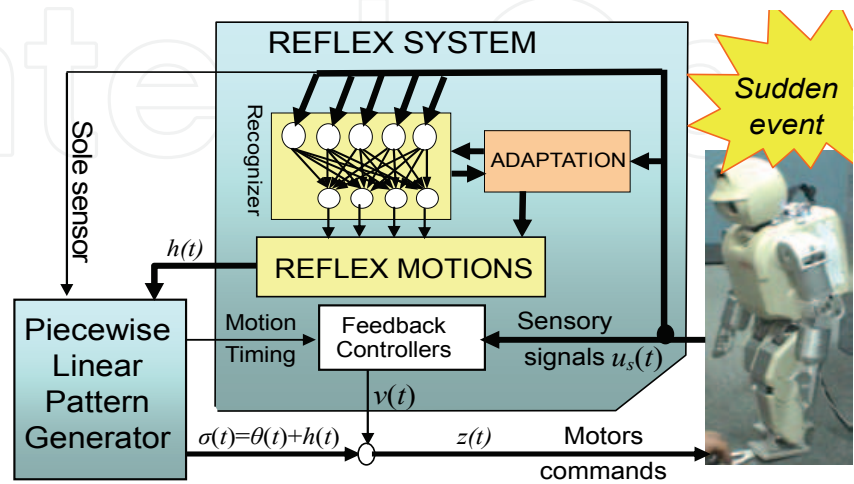 REFLEX SYSTEM
Sudden
event
Sole sensor
Recognizer
ADAPTATION
h(t)
REFLEX MOTIONS
Piecewise
Linear
Pattern
Generator
Motion
Timing
Feedback
Controllers
Sensory
signals u_s(t)
v(t)
σ(t)=θ(t)+h(t)
z(t)
Motors
commands